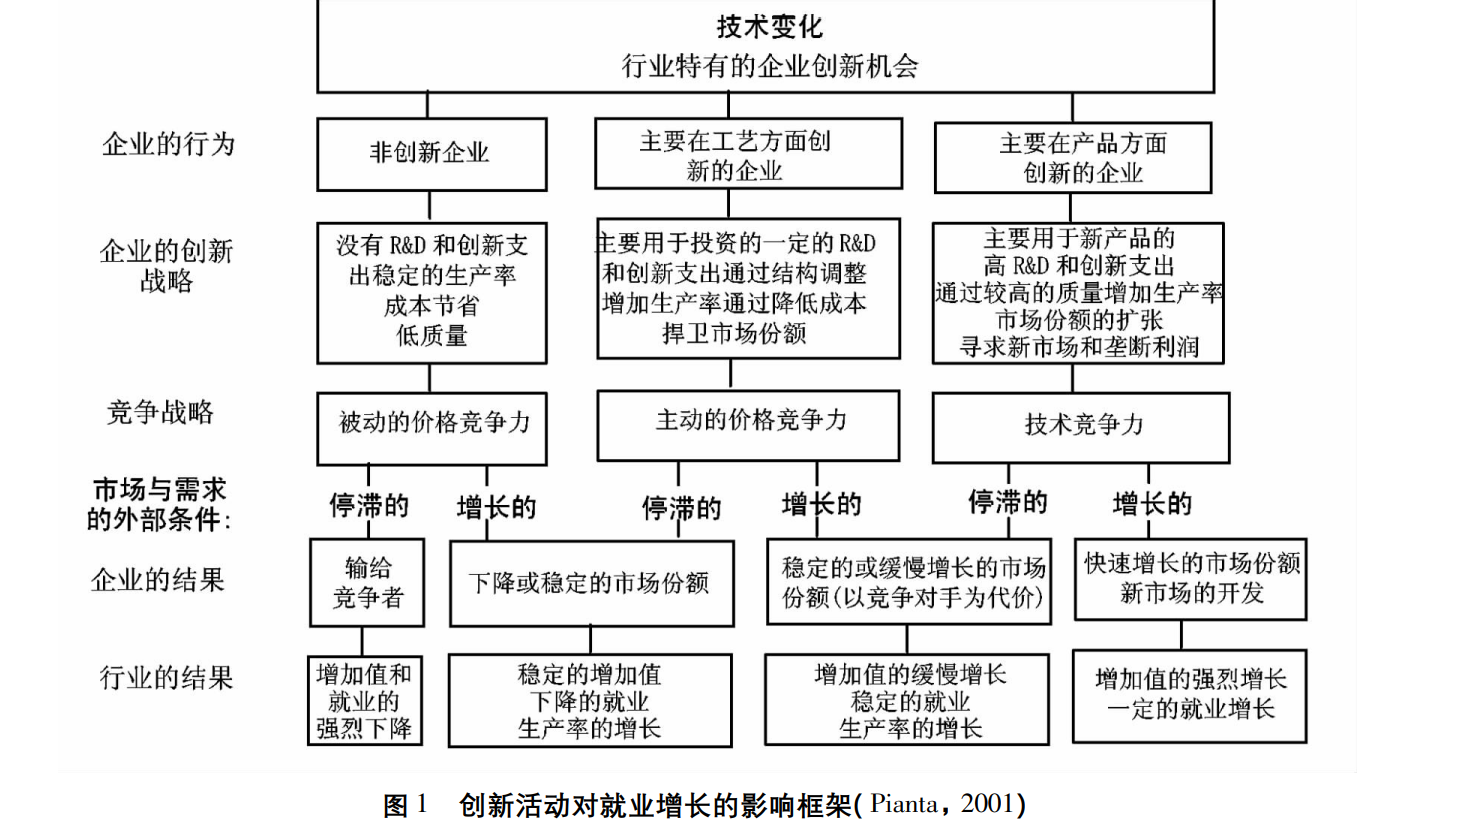 技术变化
行业特有的企业创新机会
企业的行为
非创新企业
主要在工艺方面创
新的企业
主要在产品方面
创新的企业
企业的创新
战略
没有 R&D 和创新支
出稳定的生产率
成本节省
低质量
主要用于投资的一定的 R&D
和创新支出通过结构调整
增加生产率通过降低成本
捍卫市场份额
主要用于新产品的
高 R&D 和创新支出
通过较高的质量增加生产率
市场份额的扩张
寻求新市场和垄断利润
竞争战略
被动的价格竞争力
主动的价格竞争力
技术竞争力
市场与需求
的外部条件:
停滞的
增长的
停滞的
增长的
停滞的
增长的
企业的结果
输给
竞争者
下降或稳定的市场份额
稳定的或缓慢增长的市场
份额(以竞争对手为代价)
快速增长的市场份额
新市场的开发
行业的结果
增加值和
就业的
强烈下降
稳定的增加值
下降的就业
生产率的增长
增加值的缓慢增长
稳定的就业
生产率的增长
增加值的强烈增长
一定的就业增长
图 1 创新活动对就业增长的影响框架( Pianta, 2001)